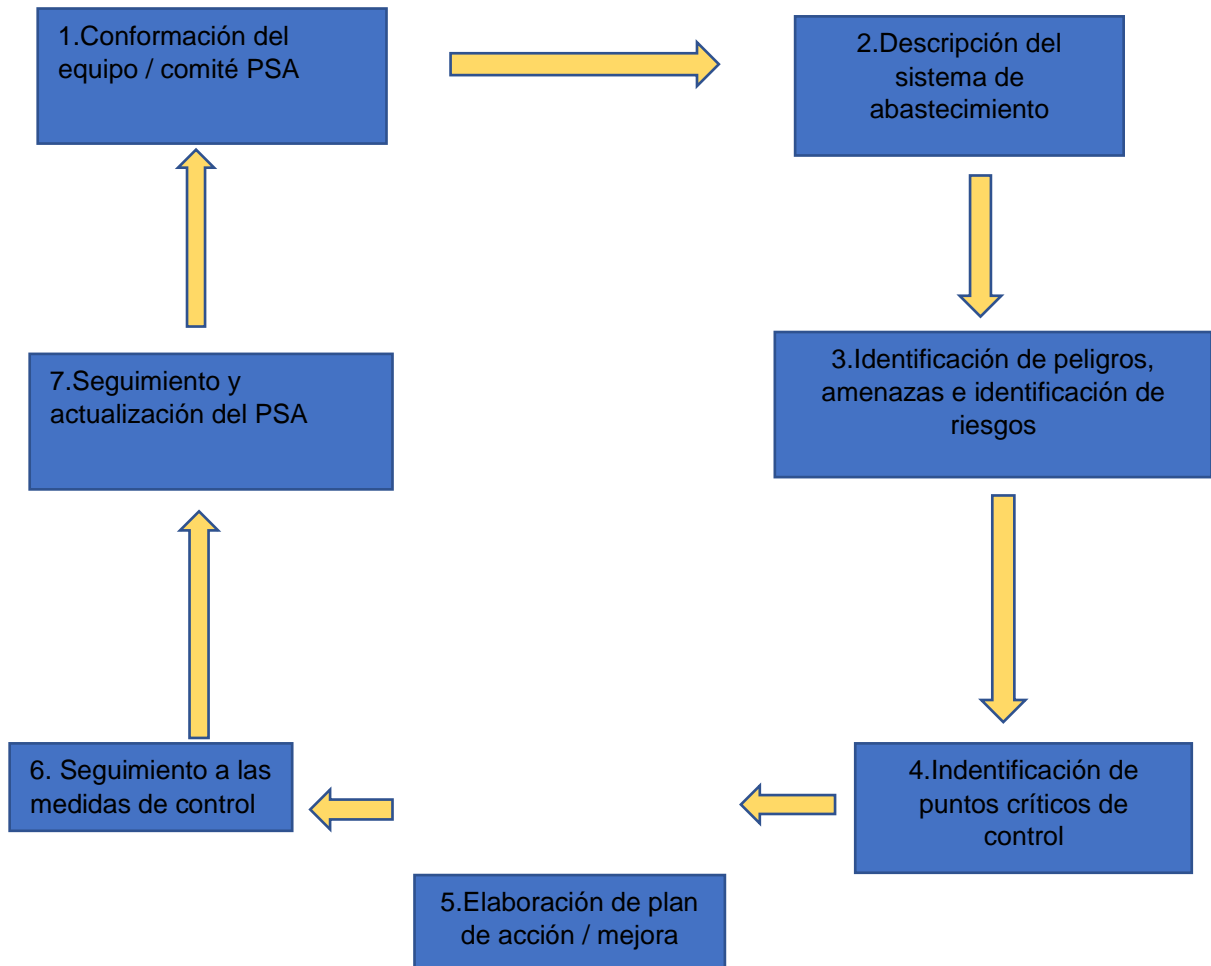 1.Conformación del
equipo / comité PSA
2.Descripción del
sistema de
abastecimiento
3.Identificación de peligros,
amenazas e identificación de
riesgos
4.Indentificación de
puntos críticos de
control
5.Elaboración de plan
de acción / mejora
6. Seguimiento a las
medidas de control
7.Seguimiento y
actualización del PSA